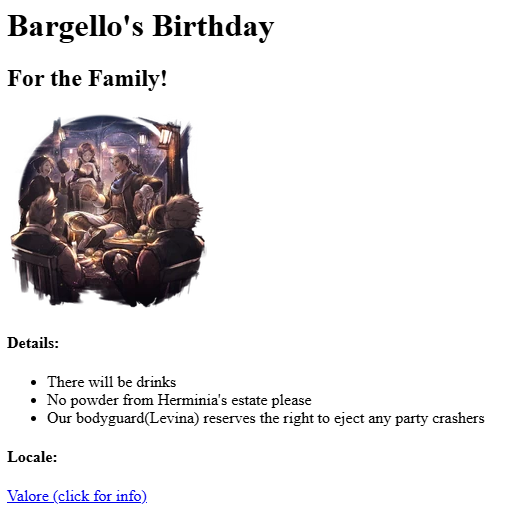 Bargello's Birthday
For the Family!
Details:
There will be drinks
No powder from Herminia's estate please
Our bodyguard(Levina) reserves the right to eject any party crashers
Locale:
Valore (click for info)